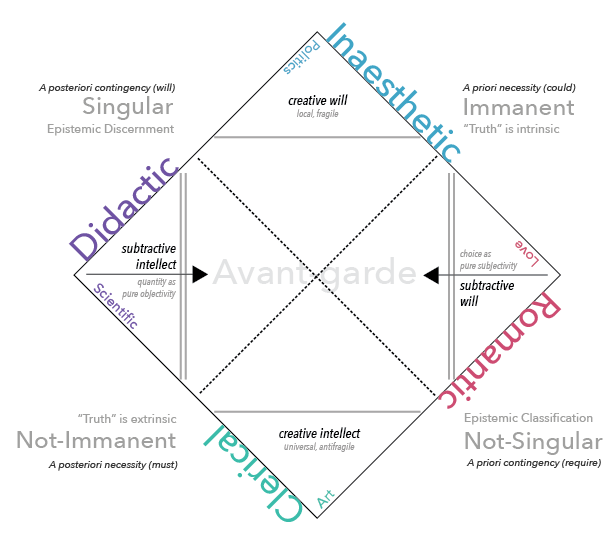 Politics
Inaesthetic
A posteriori contingency (will)
Singular
Epistemic Discernment
creative will
local, fragile
A priori necessity (could)
Immanent
“Truth” is intrinsic
Didactic
subtractive
intellect
quantity as
pure objectivity
Scientific
Avant garde
choice as
pure subjectivity
subtractive
will
Love
Romantic
“Truth” is extrinsic
Not-Immanent
A posteriori necessity (must)
creative intellect
universal, antifragile
Epistemic Classification
Not-Singular
A priori contingency (require)
Clerical
Art